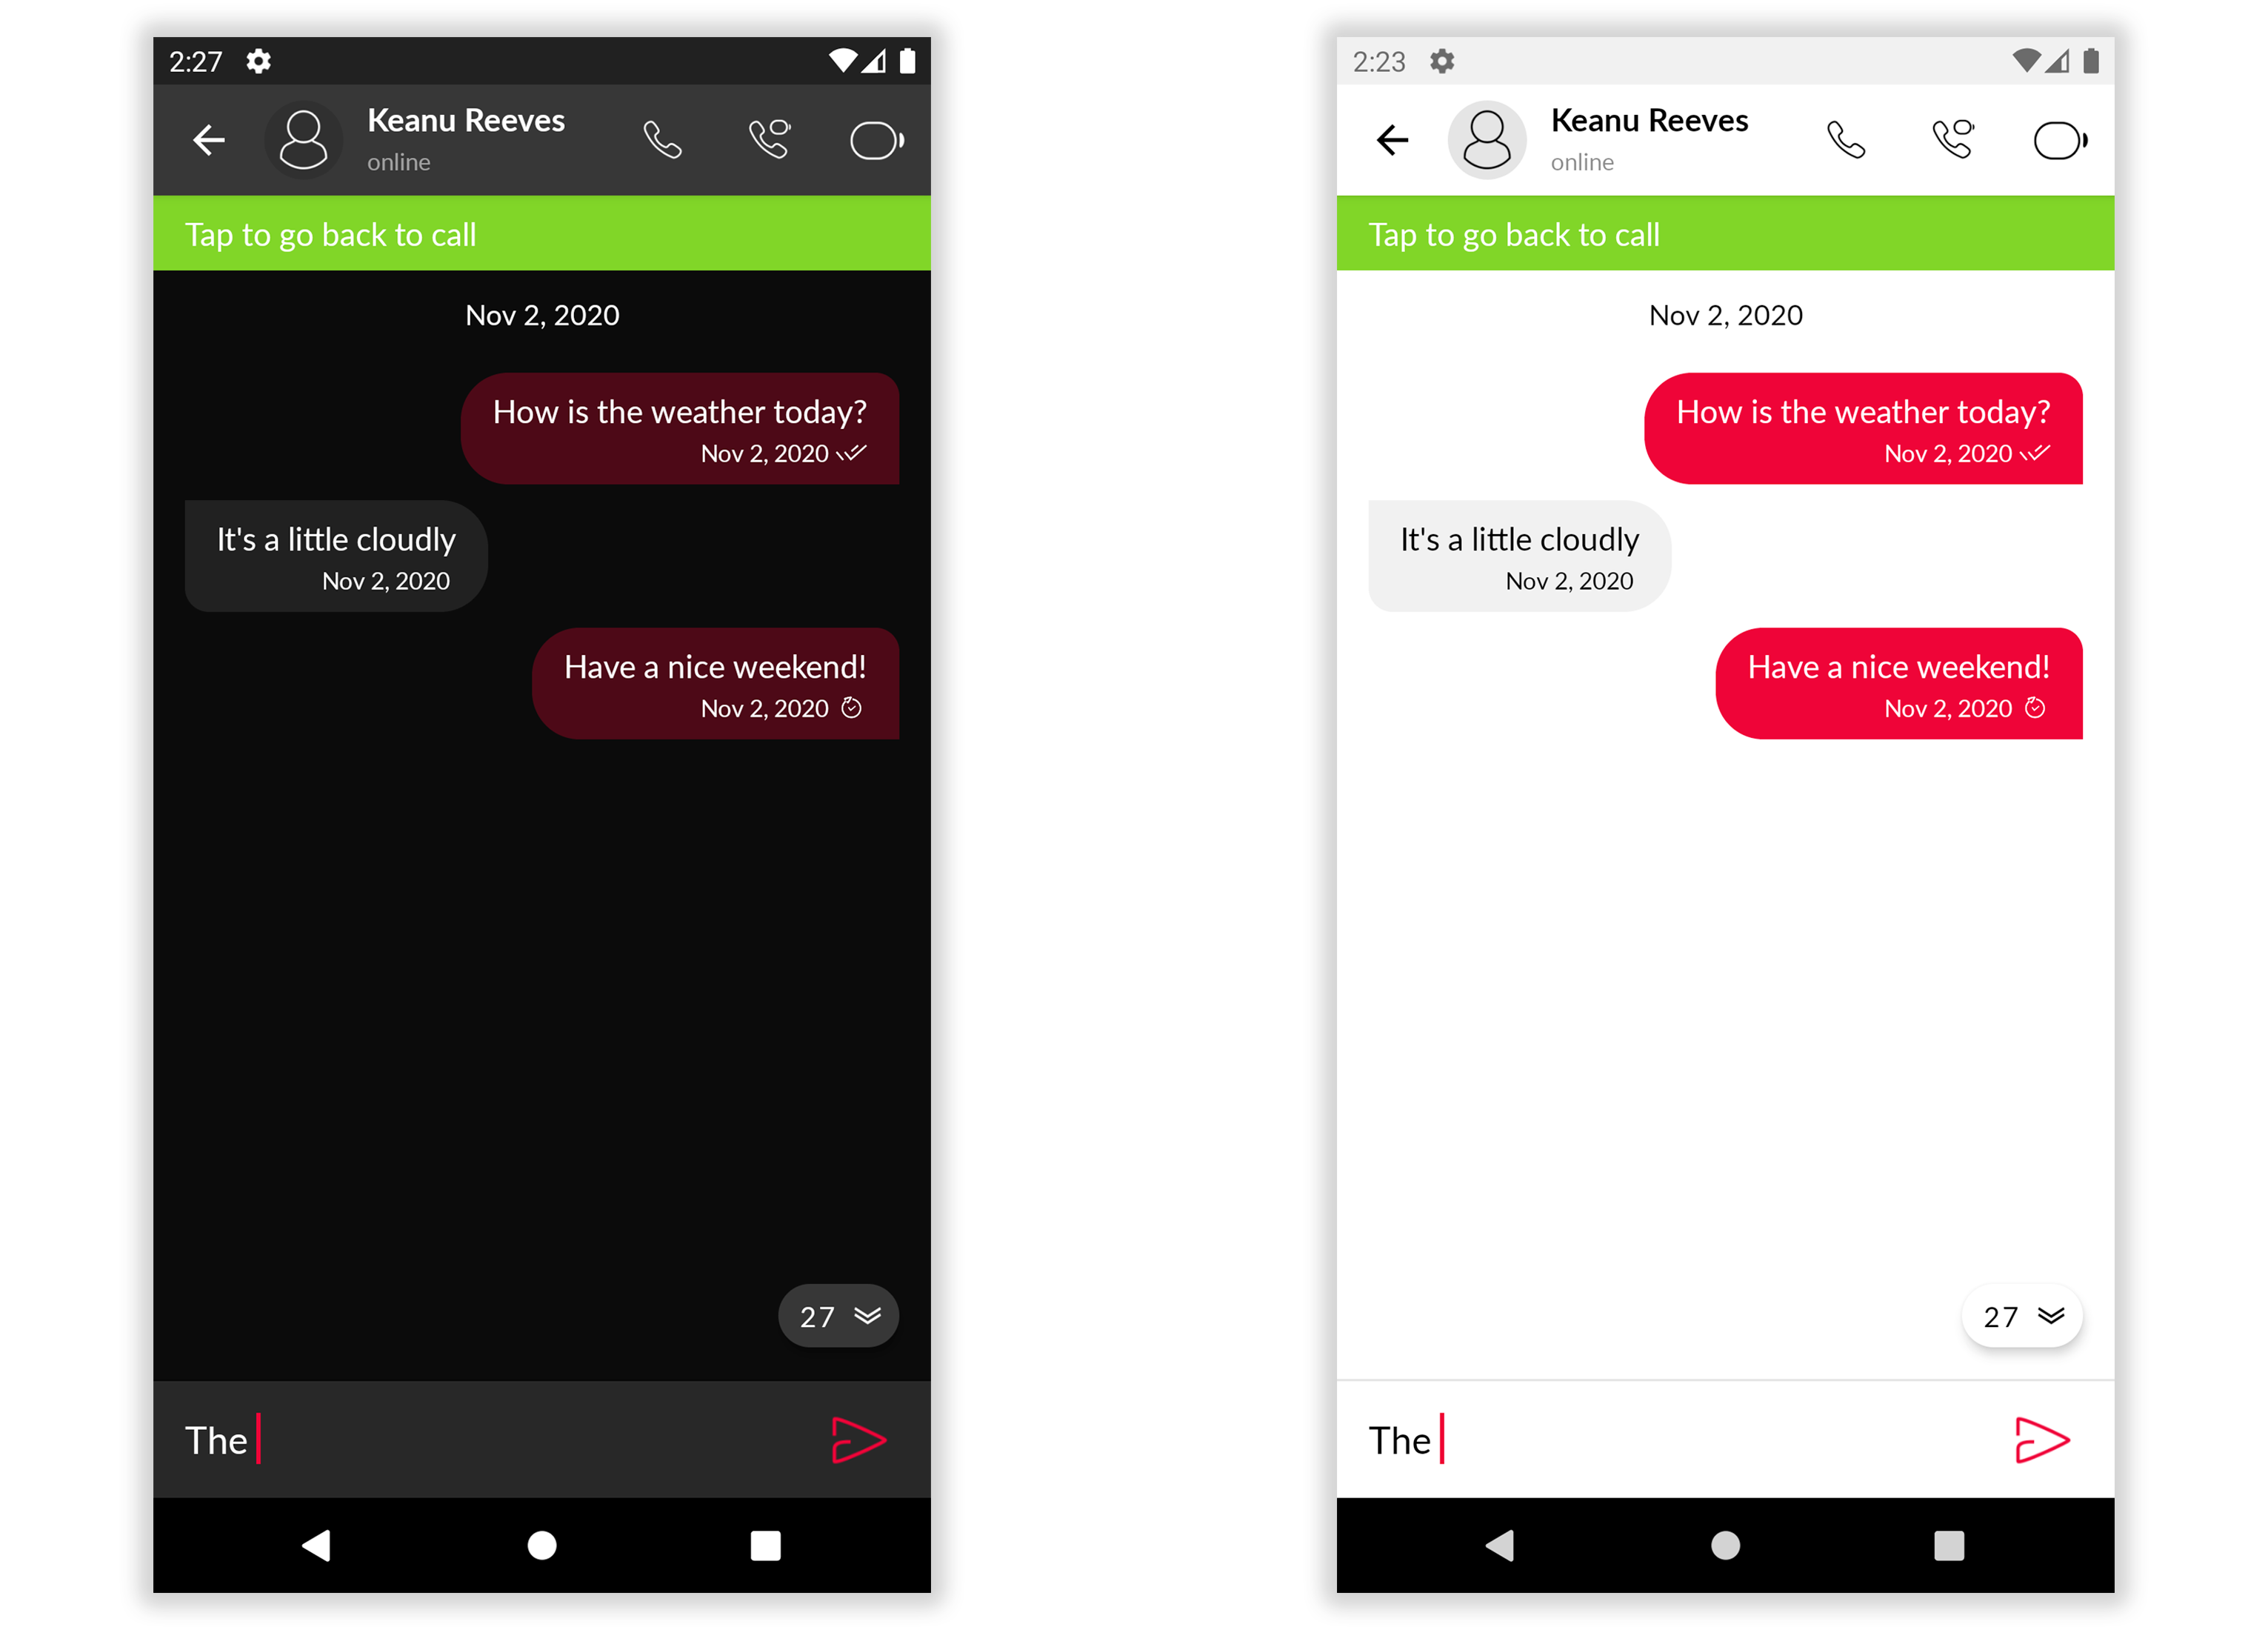 2:27
Keanu Reeves
online
Tap to go back to call
Nov 2, 2020
How is the weather today?
Nov 2, 2020
It's a little cloudly
Nov 2, 2020
Have a nice weekend!
Nov 2, 2020
27
The
2:23
Keanu Reeves
online
Tap to go back to call
Nov 2, 2020
How is the weather today?
Nov 2, 2020
It's a little cloudly
Nov 2, 2020
Have a nice weekend!
Nov 2, 2020
27
The